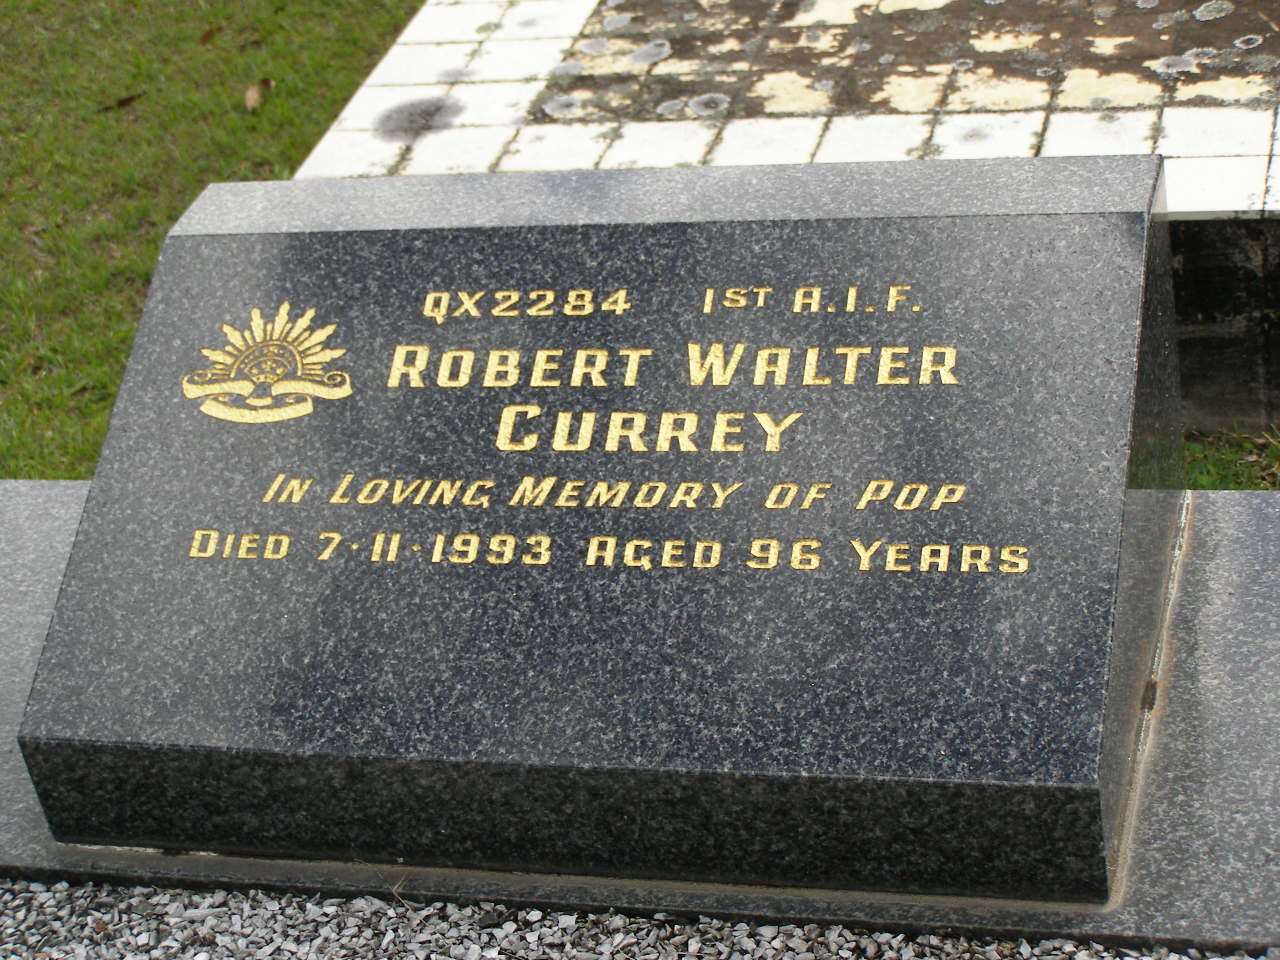 QX2284 1ST A.I.F.
ROBERT WALTER
CURREY
IN LOVING MEMORY OF POP
DIED 7·11·1993 AGED 96 YEARS